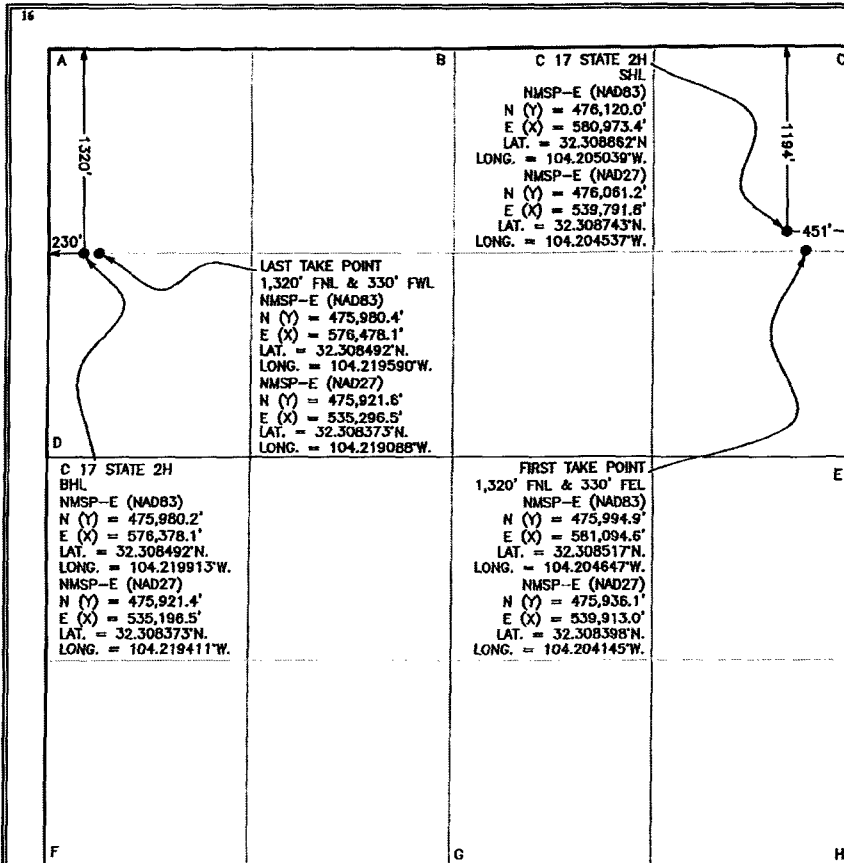 16
A
B
C
C 17 STATE 2H
SHL
NMSP-E (NAD83)
N (Y) = 476,120.0'
E (X) = 580,973.4'
LAT. = 32.308862°N
LONG. = 104.205039°W.
NMSP-E (NAD27)
N (Y) = 476,061.2'
E (X) = 539,791.8'
LAT. = 32.308743°N.
LONG. = 104.204537°W.
1320'
1194'
230'
451'
LAST TAKE POINT
1,320' FNL & 330' FWL
NMSP-E (NAD83)
N (Y) = 475,980.4'
E (X) = 576,478.1'
LAT. = 32.308492°N.
LONG. = 104.219590°W.
NMSP-E (NAD27)
N (Y) = 475,921.6'
E (X) = 535,296.5'
LAT. = 32.308373°N.
LONG. = 104.219088°W.
D
E
C 17 STATE 2H
BHL
NMSP-E (NAD83)
N (Y) = 475,980.2'
E (X) = 576,378.1'
LAT. = 32.308492°N.
LONG. = 104.219913°W.
NMSP-E (NAD27)
N (Y) = 475,921.4'
E (X) = 535,196.5'
LAT. = 32.308373°N.
LONG. = 104.219411°W.
FIRST TAKE POINT
1,320' FNL & 330' FEL
NMSP-E (NAD83)
N (Y) = 475,994.9'
E (X) = 581,094.6'
LAT. = 32.308517°N.
LONG. = 104.204647°W.
NMSP-E (NAD27)
N (Y) = 475,936.1'
E (X) = 539,913.0'
LAT. = 32.308398°N.
LONG. = 104.204145°W.
F
G
H